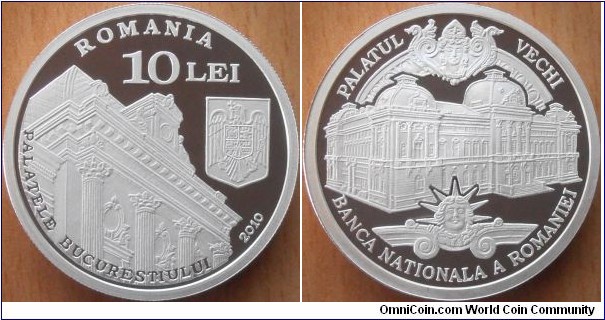 ROMANIA
10 LEI
PALATELE BUCURESTIULUI
2010
PALATUL VECHI
BANCA NATIONALA A ROMANIEI
OmniCoin.com World Coin Community